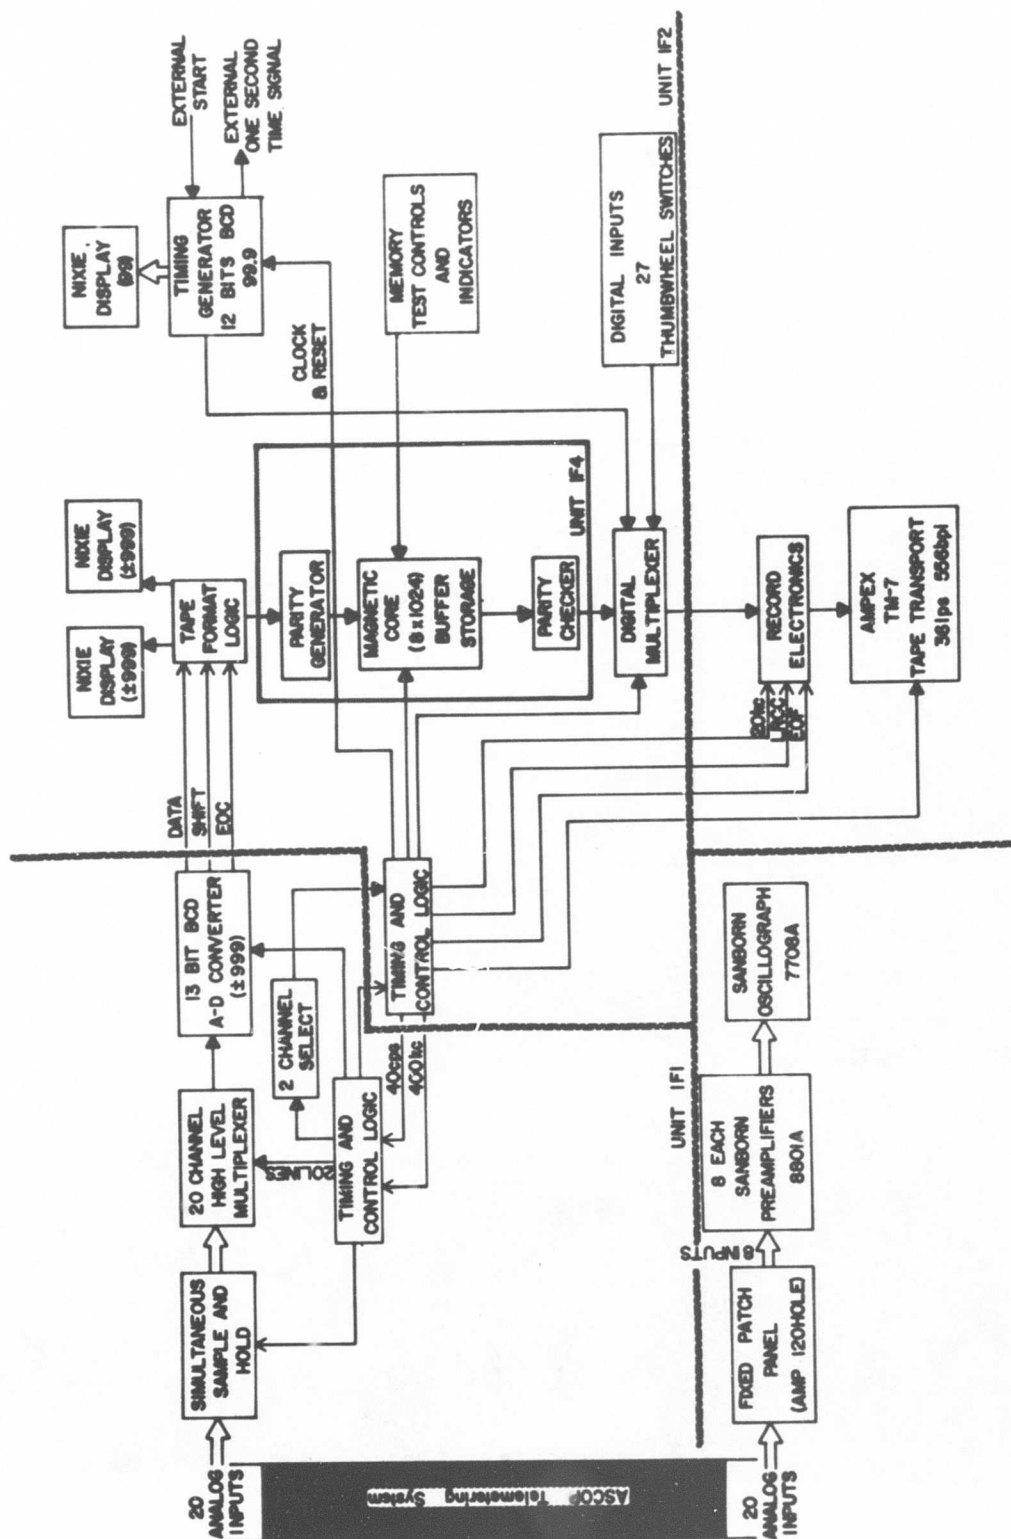 20
ANALOG
INPUTS
SIMULTANEOUS
SAMPLE AND
HOLD
20 CHANNEL
HIGH LEVEL
MULTIPLEXER
13 BIT BCD
A-D CONVERTER
(±999)
DATA
SHIFT
EOC
NIXIE
DISPLAY
(±999)
NIXIE
DISPLAY
(±999)
TAPE
FORMAT
LOGIC
NIXIE
DISPLAY
(99)
TIMING
GENERATOR
12 BITS BCD
99.9
EXTERNAL
START
EXTERNAL
ONE SECOND
TIME SIGNAL
2 CHANNEL
SELECT
20 LINES
TIMING AND
CONTROL LOGIC
40cps
400kc
TIMING AND
CONTROL LOGIC
CLOCK
& RESET
PARITY
GENERATOR
MAGNETIC
CORE
(8x1024)
BUFFER
STORAGE
PARITY
CHECKER
UNIT IF4
MEMORY
TEST CONTROLS
AND
INDICATORS
DIGITAL
MULTIPLEXER
DIGITAL INPUTS
27
THUMBWHEEL SWITCHES
UNIT IF2
UNIT IF1
20kc
LRCC
EOF
RECORD
ELECTRONICS
AMPEX
TM-7
TAPE TRANSPORT
36ips 556bpi
20
ANALOG
INPUTS
FIXED PATCH
PANEL
(AMP 120HOLE)
8 INPUTS
8 EACH
SANBORN
PREAMPLIFIERS
8801A
SANBORN
OSCILLOGRAPH
7708A
ASCOP Telemetering
System